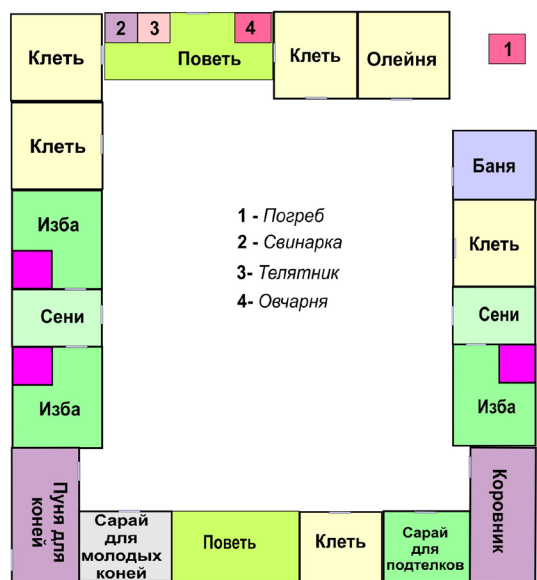 2
3
4
Клеть
Поветь
Клеть
Олейня
1
Клеть
Баня
Изба
1 - Погреб
2 - Свинарка
3- Телятник
4- Овчарня
Клеть
Сени
Сени
Изба
Изба
Пуня для
коней
Коровник
Сарай
для
молодых
коней
Поветь
Клеть
Сарай
для
подтелков